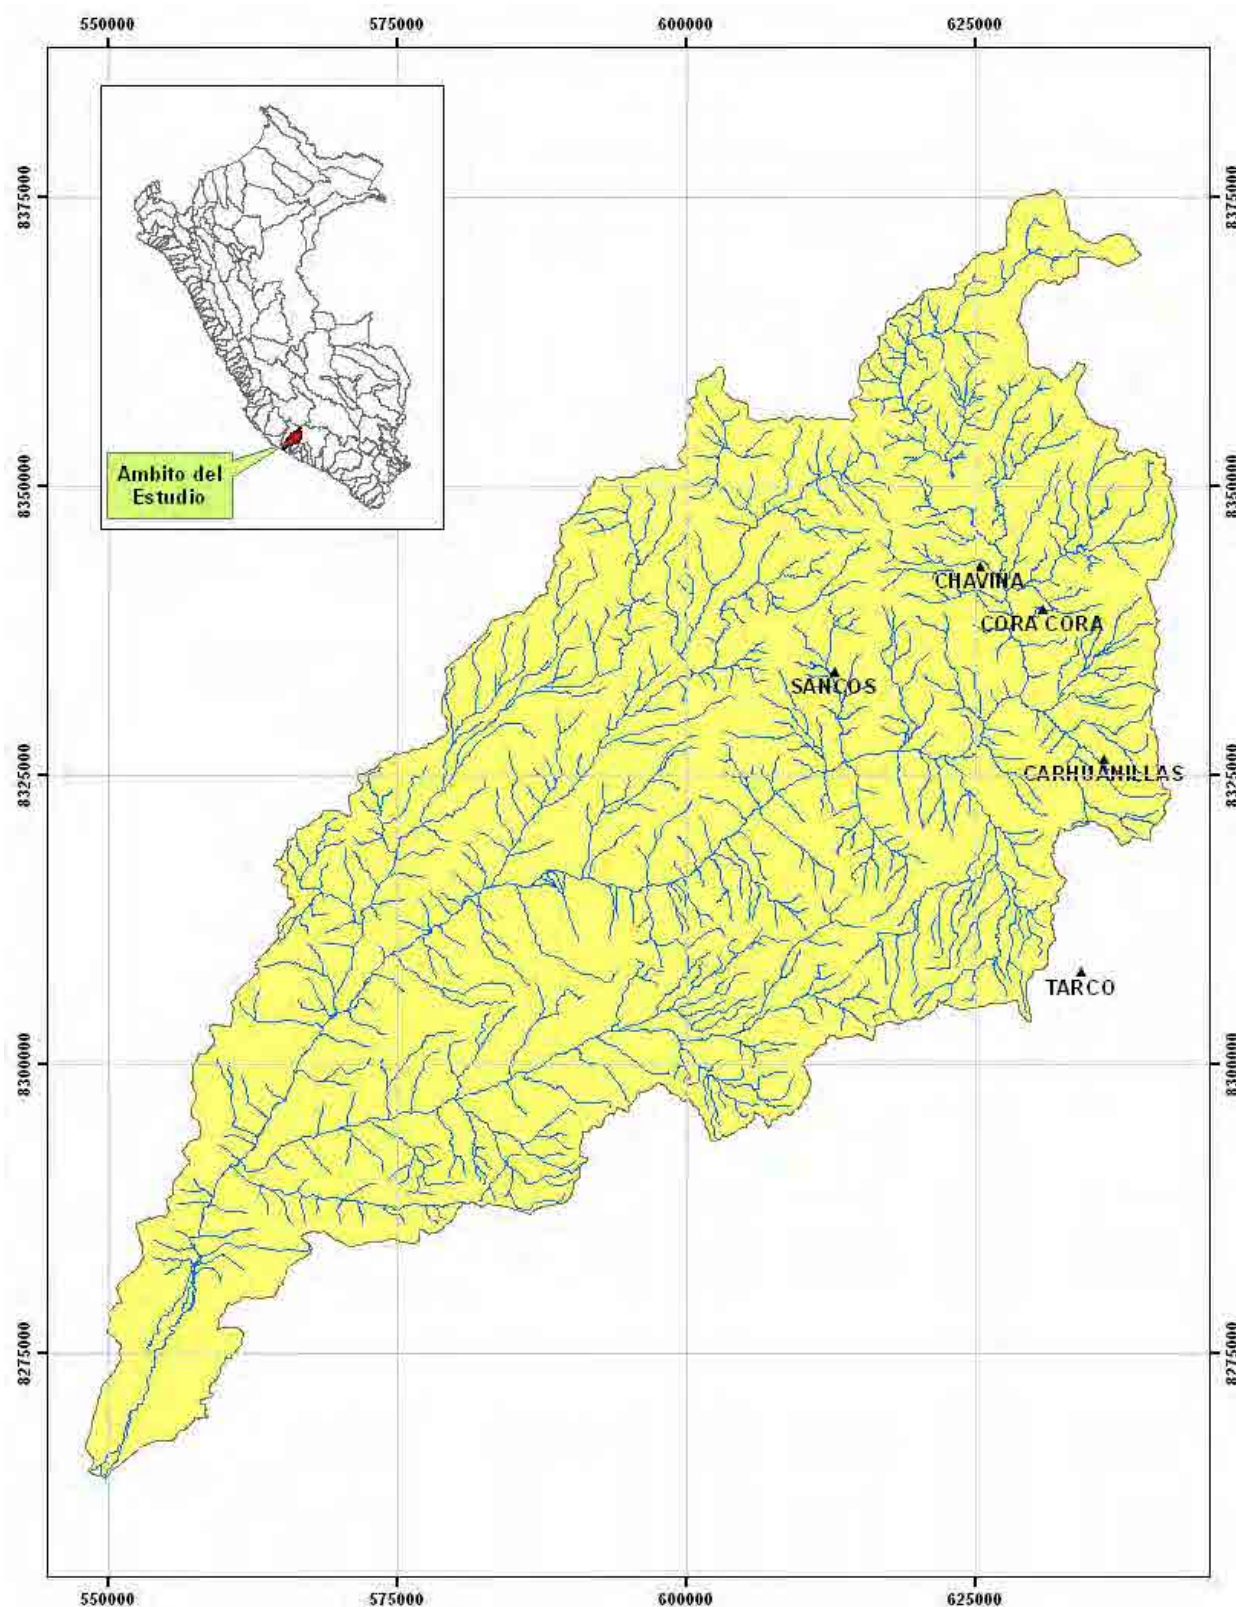 550000 575000 600000 625000
8375000 8375000
Ambito del
Estudio
8350000 8350000
CHAVIÑA
CORA CORA
SANCOS
8325000 CARHUANILLAS 8325000
TARCO
8300000 8300000
8275000 8275000
550000 575000 600000 625000